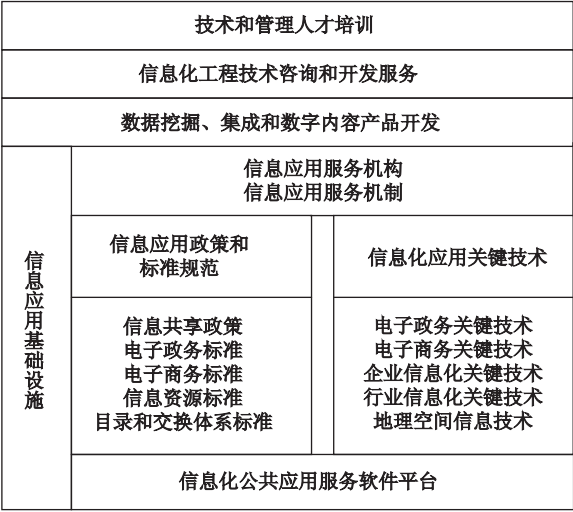 技术和管理人才培训
信息化工程技术咨询和开发服务
数据挖掘、集成和数字内容产品开发
信息应用基础设施
信息应用服务机构
信息应用服务机制
信息应用政策和
标准规范
信息共享政策
电子政务标准
电子商务标准
信息资源标准
目录和交换体系标准
信息化应用关键技术
电子政务关键技术
电子商务关键技术
企业信息化关键技术
行业信息化关键技术
地理空间信息技术
信息化公共应用服务软件平台